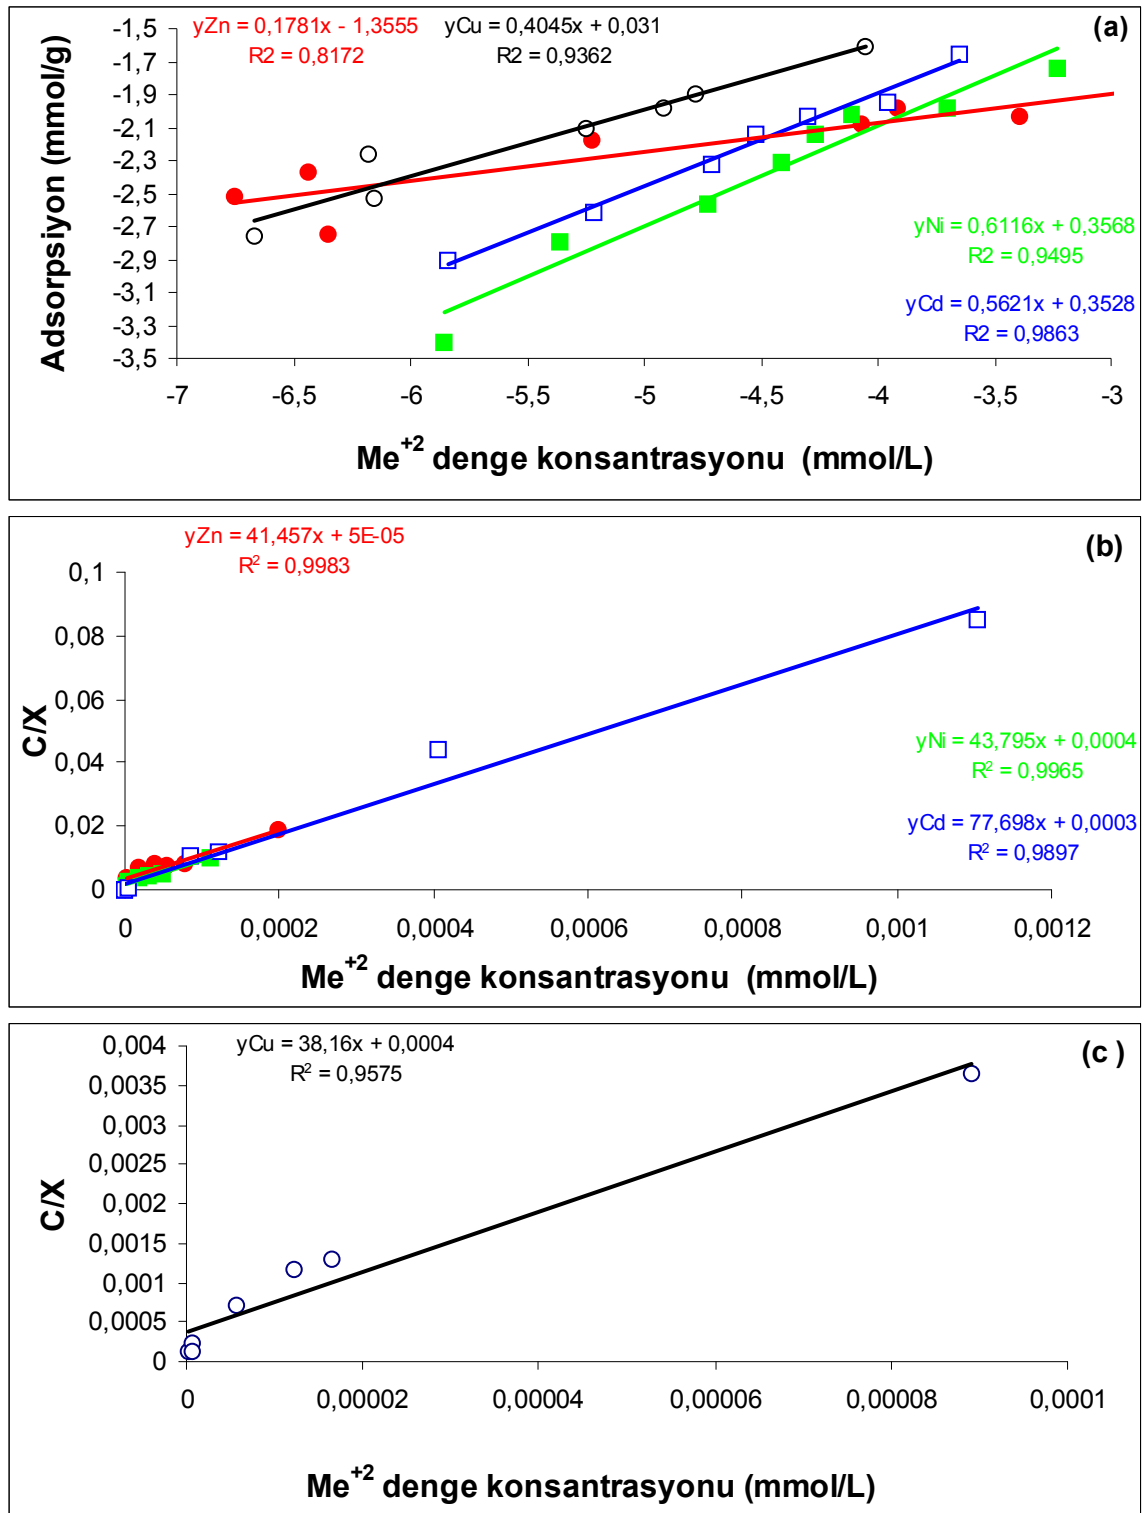 yZn = 0,1781x - 1,3555 yCu = 0,4045x + 0,031 (a)
R2 = 0,8172 R2 = 0,9362
-1,5
-1,7
-1,9
-2,1
-2,3
-2,5
-2,7
-2,9
-3,1
-3,3
-3,5
Adsorpsiyon (mmol/g)
yNi = 0,6116x + 0,3568
R2 = 0,9495
yCd = 0,5621x + 0,3528
R2 = 0,9863
-7 -6,5 -6 -5,5 -5 -4,5 -4 -3,5 -3
Me+2 denge konsantrasyonu (mmol/L)
yZn = 41,457x + 5E-05 (b)
R2 = 0,9983
0,1
0,08
0,06
0,04
0,02
0
C/X
yNi = 43,795x + 0,0004
R2 = 0,9965
yCd = 77,698x + 0,0003
R2 = 0,9897
0 0,0002 0,0004 0,0006 0,0008 0,001 0,0012
Me+2 denge konsantrasyonu (mmol/L)
yCu = 38,16x + 0,0004 (c )
R2 = 0,9575
0,004
0,0035
0,003
0,0025
0,002
0,0015
0,001
0,0005
0
C/X
0 0,00002 0,00004 0,00006 0,00008 0,0001
Me+2 denge konsantrasyonu (mmol/L)